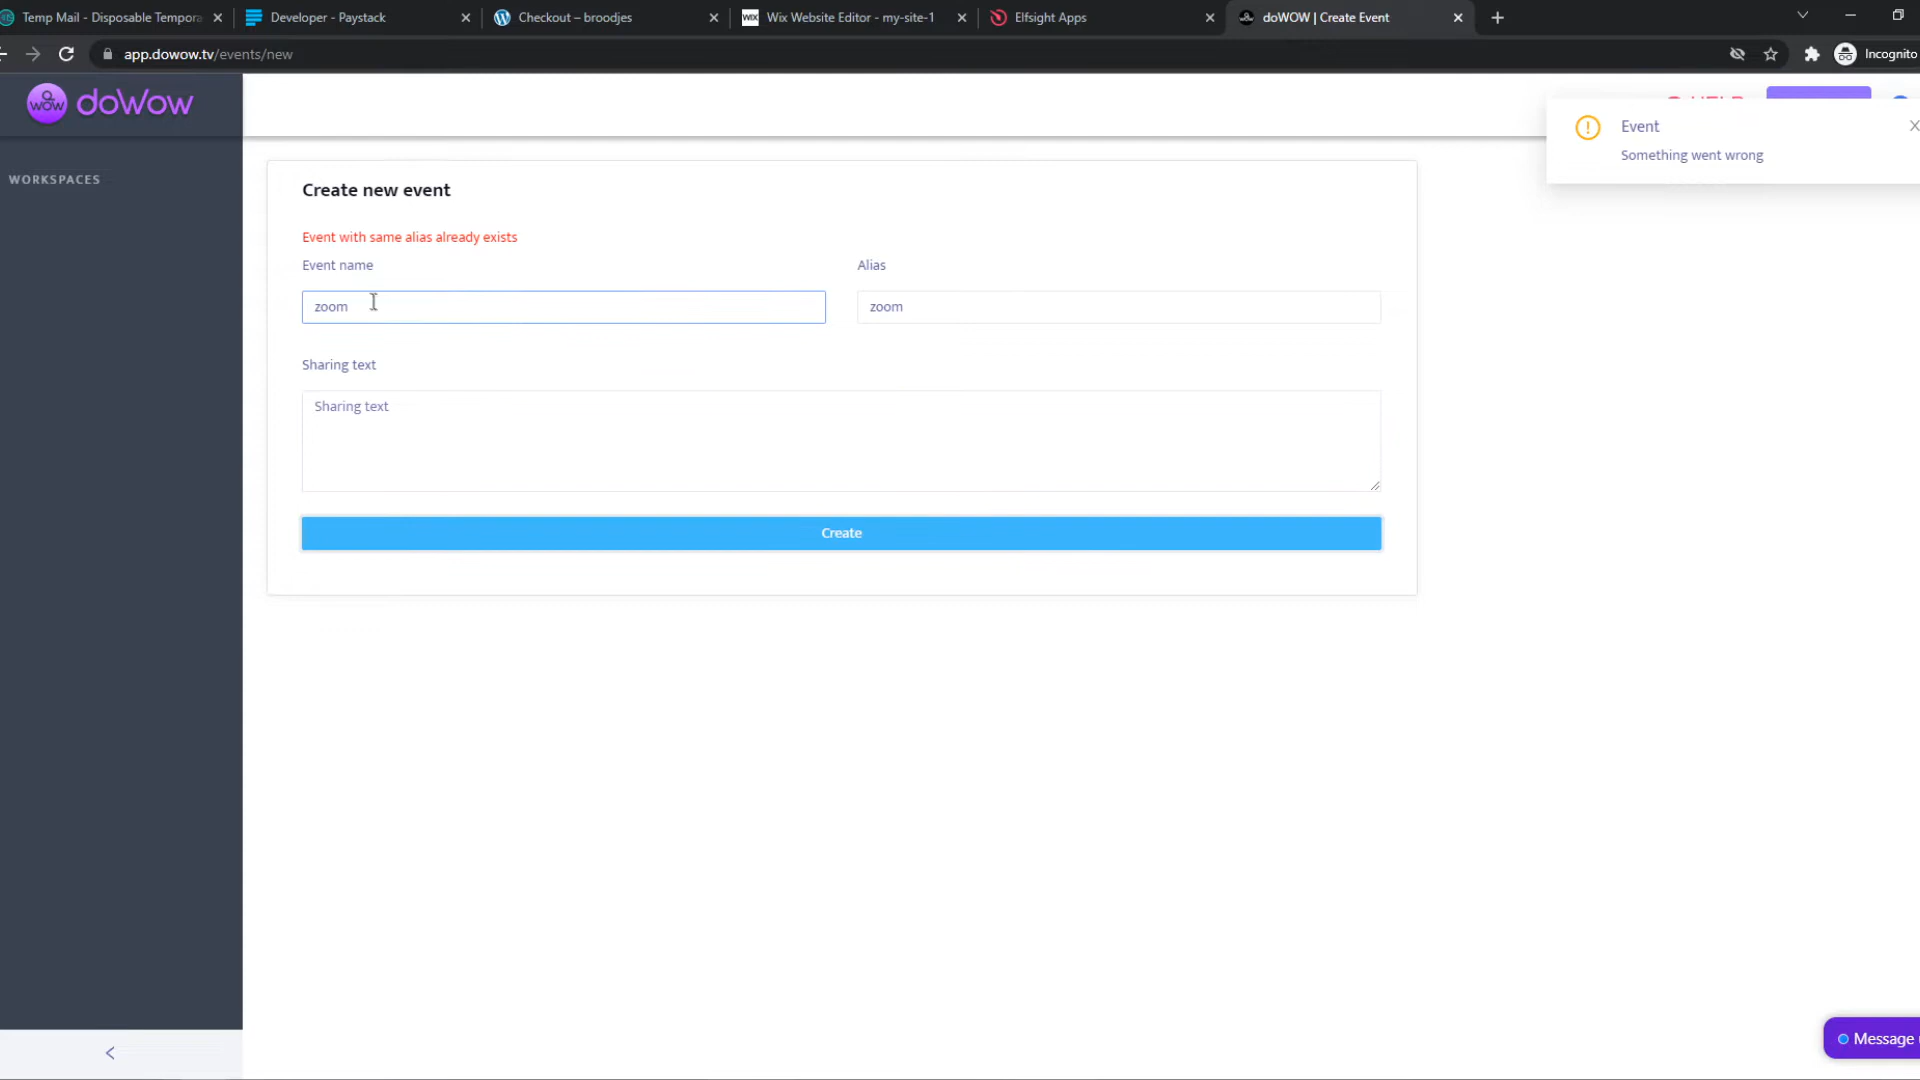 Temp Mail - Disposable Tempora
Developer - Paystack
Checkout – broodjes
WIX Wix Website Editor - my-site-1
Elfsight Apps
doWOW | Create Event
app.dowow.tv/events/new
Incognito
WOW doWow
Event
Something went wrong
WORKSPACES
Create new event
Event with same alias already exists
Event name
Alias
zoom
zoom
Sharing text
Sharing text
Create
Message